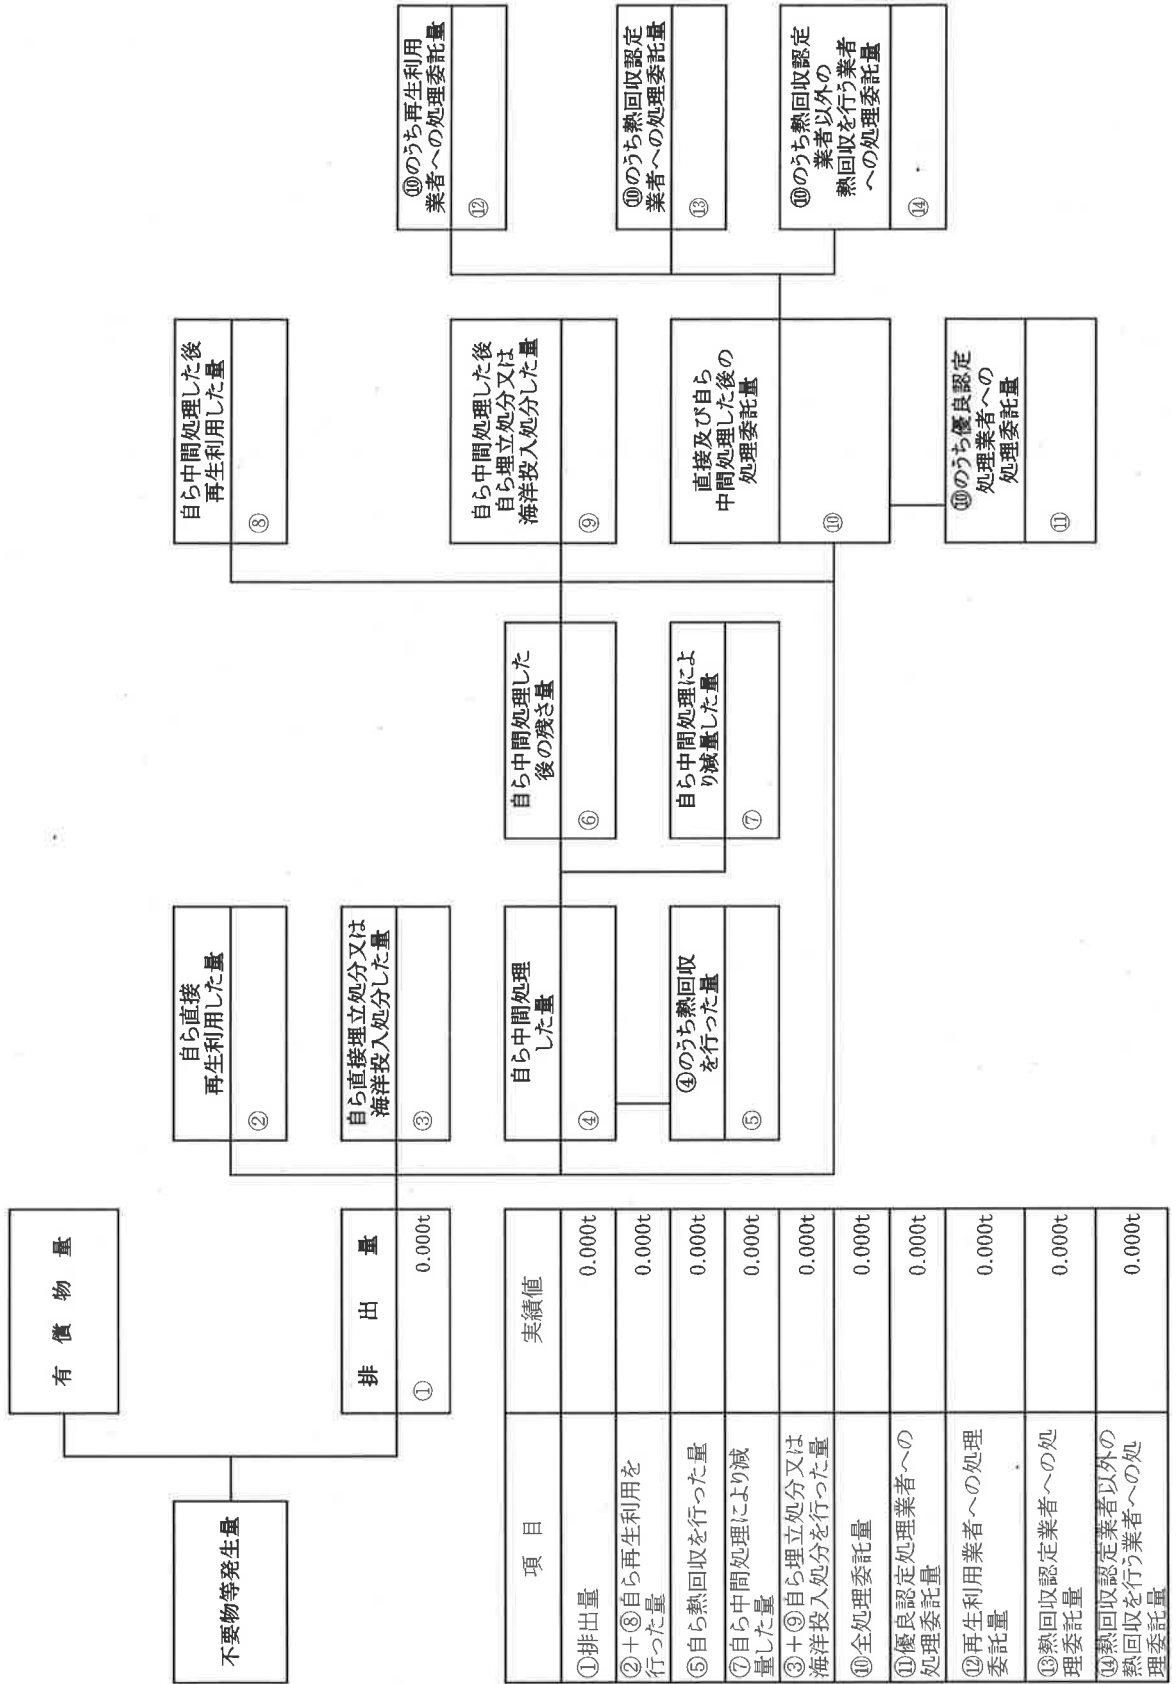 有償物量
不要物等発生量
排出量
① 0.000t
自ら直接
再生利用した量
②
自ら直接埋立処分又は
海洋投入処分した量
③
自ら中間処理
した量
④
④のうち熱回収
を行った量
⑤
自ら中間処理した
後の残さ量
⑥
自ら中間処理によ
り減量した量
⑦
自ら中間処理した後
再生利用した量
⑧
自ら中間処理した後
自ら埋立処分又は
海洋投入処分した量
⑨
直接及び自ら
中間処理した後の
処理委託量
⑩
⑩のうち優良認定
処理業者への
処理委託量
⑪
⑩のうち再生利用
業者への処理委託量
⑫
⑩のうち熱回収認定
業者への処理委託量
⑬
⑩のうち熱回収認定
業者以外の
熱回収を行う業者
への処理委託量
⑭
項目 実績値
①排出量 0.000t
②+⑧自ら再生利用を
行った量 0.000t
⑤自ら熱回収を行った量 0.000t
⑦自ら中間処理により減
量した量 0.000t
③+⑨自ら埋立処分又は
海洋投入処分を行った量 0.000t
⑩全処理委託量 0.000t
⑪優良認定処理業者への
処理委託量 0.000t
⑫再生利用業者への処理
委託量 0.000t
⑬熱回収認定業者への処
理委託量 0.000t
⑭熱回収認定業者以外の
熱回収を行う業者への処
理委託量 0.000t